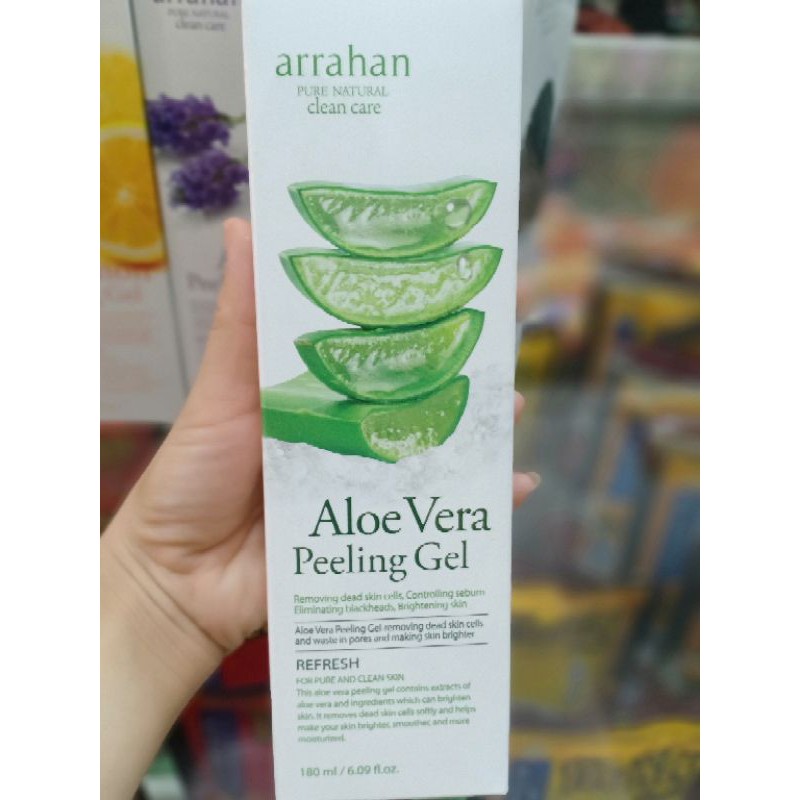 arrahan
PURE NATURAL
clean care
Aloe Vera
Peeling Gel
Removing dead skin cells, Controlling sebum
Eliminating blackheads, Brightening skin
Aloe Vera Peeling Gel removing dead skin cells
and waste in pores and making skin brighter
REFRESH
FOR PURE AND CLEAN SKIN
This aloe vera peeling gel contains extracts of
aloe vera and ingredients which can brighten
skin. It removes dead skin cells softly and helps
make your skin brighter, smoother, and more
moisturized.
180 ml / 6.09 fl.oz.
PURE NATURAL
clean care